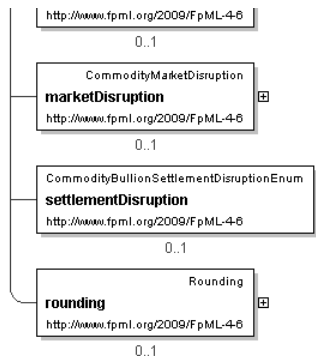 http://www.fpml.org/2009/FpML-4-6
0..1
CommodityMarketDisruption
marketDisruption
http://www.fpml.org/2009/FpML-4-6
0..1
CommodityBullionSettlementDisruptionEnum
settlementDisruption
http://www.fpml.org/2009/FpML-4-6
0..1
Rounding
rounding
http://www.fpml.org/2009/FpML-4-6
0..1